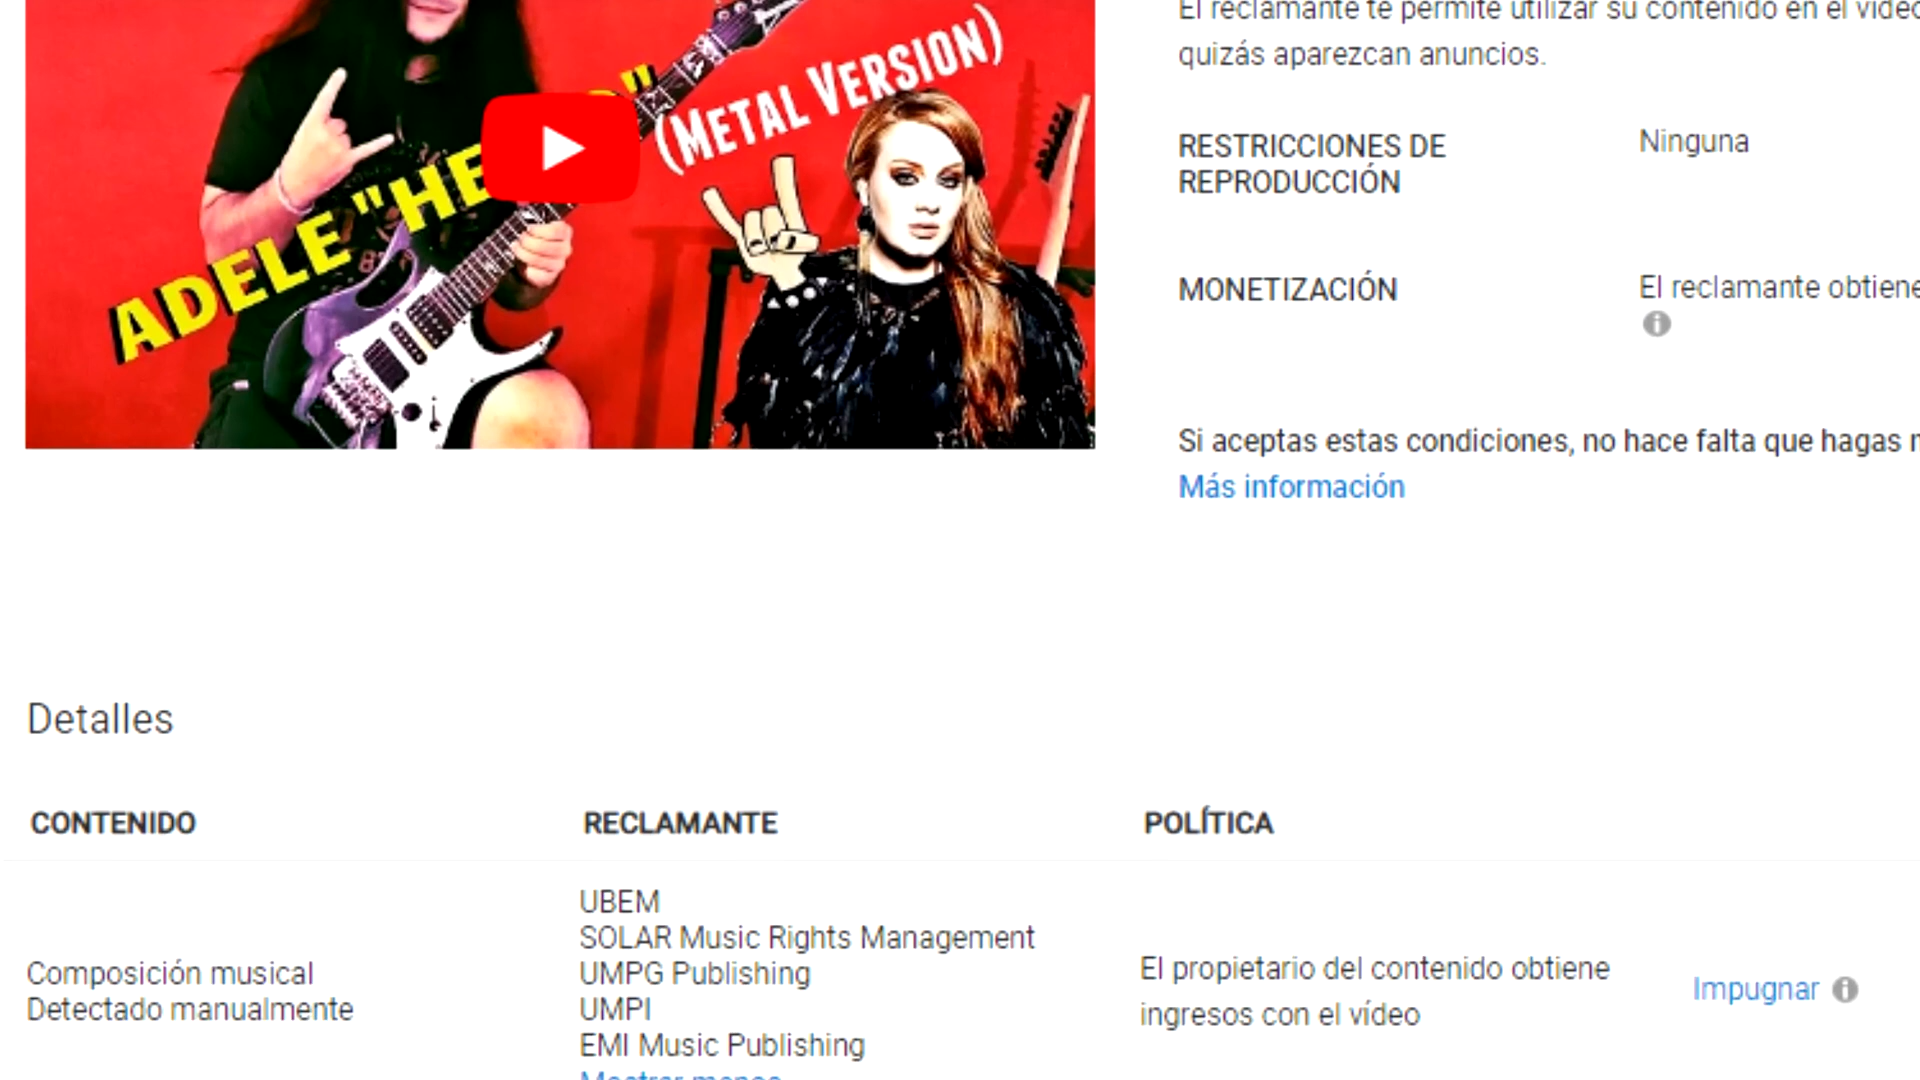 ADELE "HE
"
(METAL VERSION)
El reclamante te permite utilizar su contenido en el vídeo
quizás aparezcan anuncios.
RESTRICCIONES DE
REPRODUCCIÓN
Ninguna
MONETIZACIÓN
El reclamante obtiene
Si aceptas estas condiciones, no hace falta que hagas
Más información
Detalles
CONTENIDO
RECLAMANTE
POLÍTICA
Composición musical
Detectado manualmente
UBEM
SOLAR Music Rights Management
UMPG Publishing
UMPI
EMI Music Publishing
Mostrar menos
El propietario del contenido obtiene
ingresos con el vídeo
Impugnar